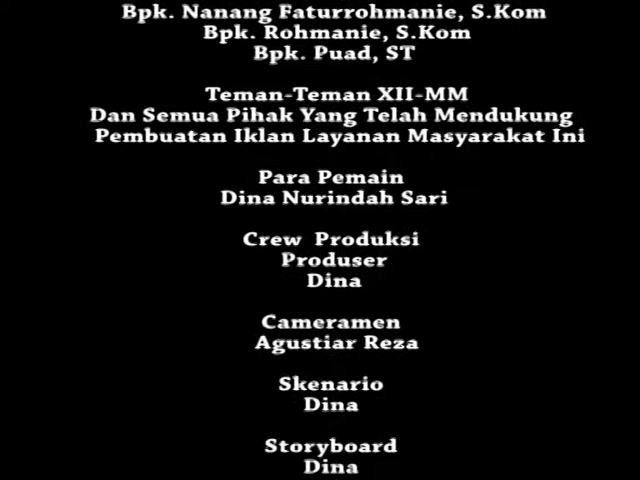 Bpk. Nanang Faturrohmanie, S.Kom
Bpk. Rohmanie, S.Kom
Bpk. Puad, ST
Teman-Teman XII-MM
Dan Semua Pihak Yang Telah Mendukung
Pembuatan Iklan Layanan Masyarakat Ini
Para Pemain
Dina Nurindah Sari
Crew Produksi
Produser
Dina
Cameramen
Agustiar Reza
Skenario
Dina
Storyboard
Dina